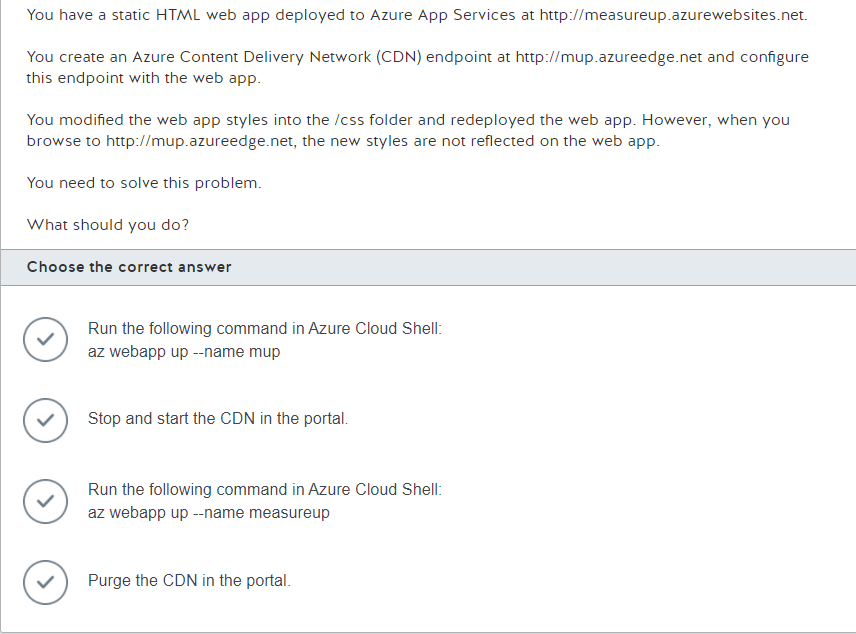 You have a static HTML web app deployed to Azure App Services at http://measureup.azurewebsites.net.
You create an Azure Content Delivery Network (CDN) endpoint at http://mup.azureedge.net and configure
this endpoint with the web app.
You modified the web app styles into the /css folder and redeployed the web app. However, when you
browse to http://mup.azureedge.net, the new styles are not reflected on the web app.
You need to solve this problem.
What should you do?
Choose the correct answer
Run the following command in Azure Cloud Shell:
az webapp up --name mup
Stop and start the CDN in the portal.
Run the following command in Azure Cloud Shell:
az webapp up --name measureup
Purge the CDN in the portal.